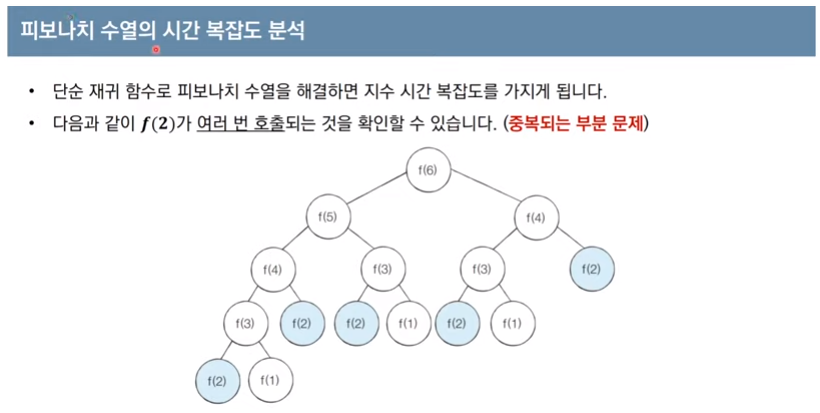 피보나치 수열의 시간 복잡도 분석
• 단순 재귀 함수로 피보나치 수열을 해결하면 지수 시간 복잡도를 가지게 됩니다.
• 다음과 같이 f(2)가 여러 번 호출되는 것을 확인할 수 있습니다. (중복되는 부분 문제)
f(6)
f(5) f(4)
f(4) f(3) f(3) f(2)
f(3) f(2) f(2) f(1) f(2) f(1)
f(2) f(1)